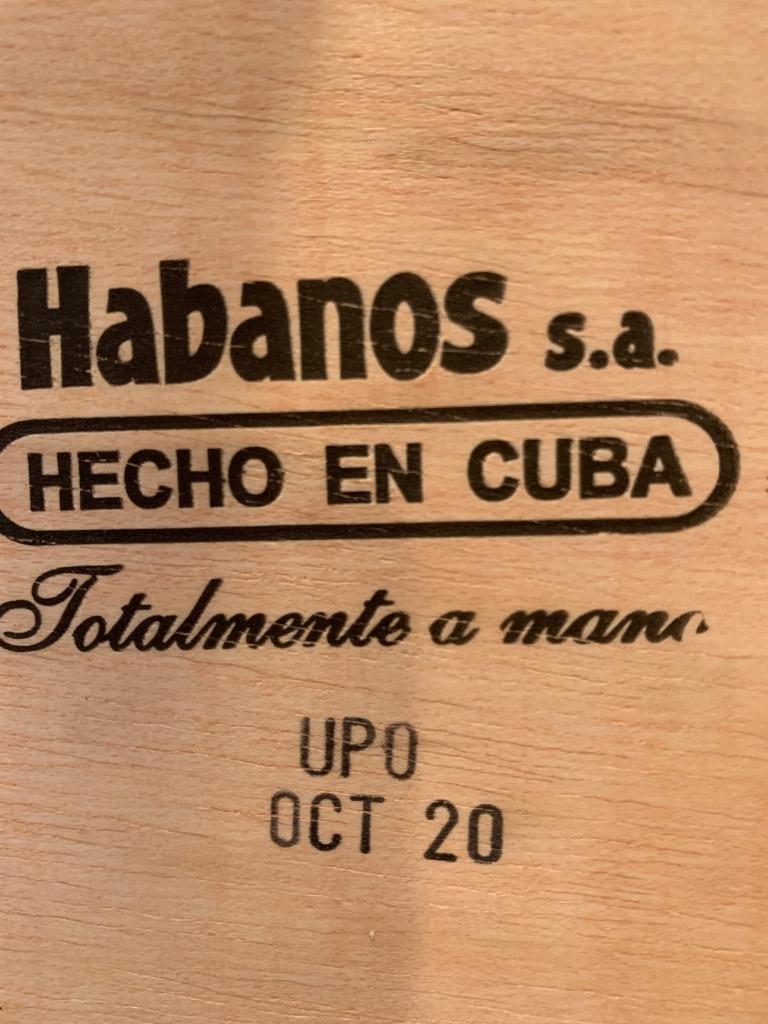 Habanos s.a.
HECHO EN CUBA
Totalmente a mano
UPO
OCT 20